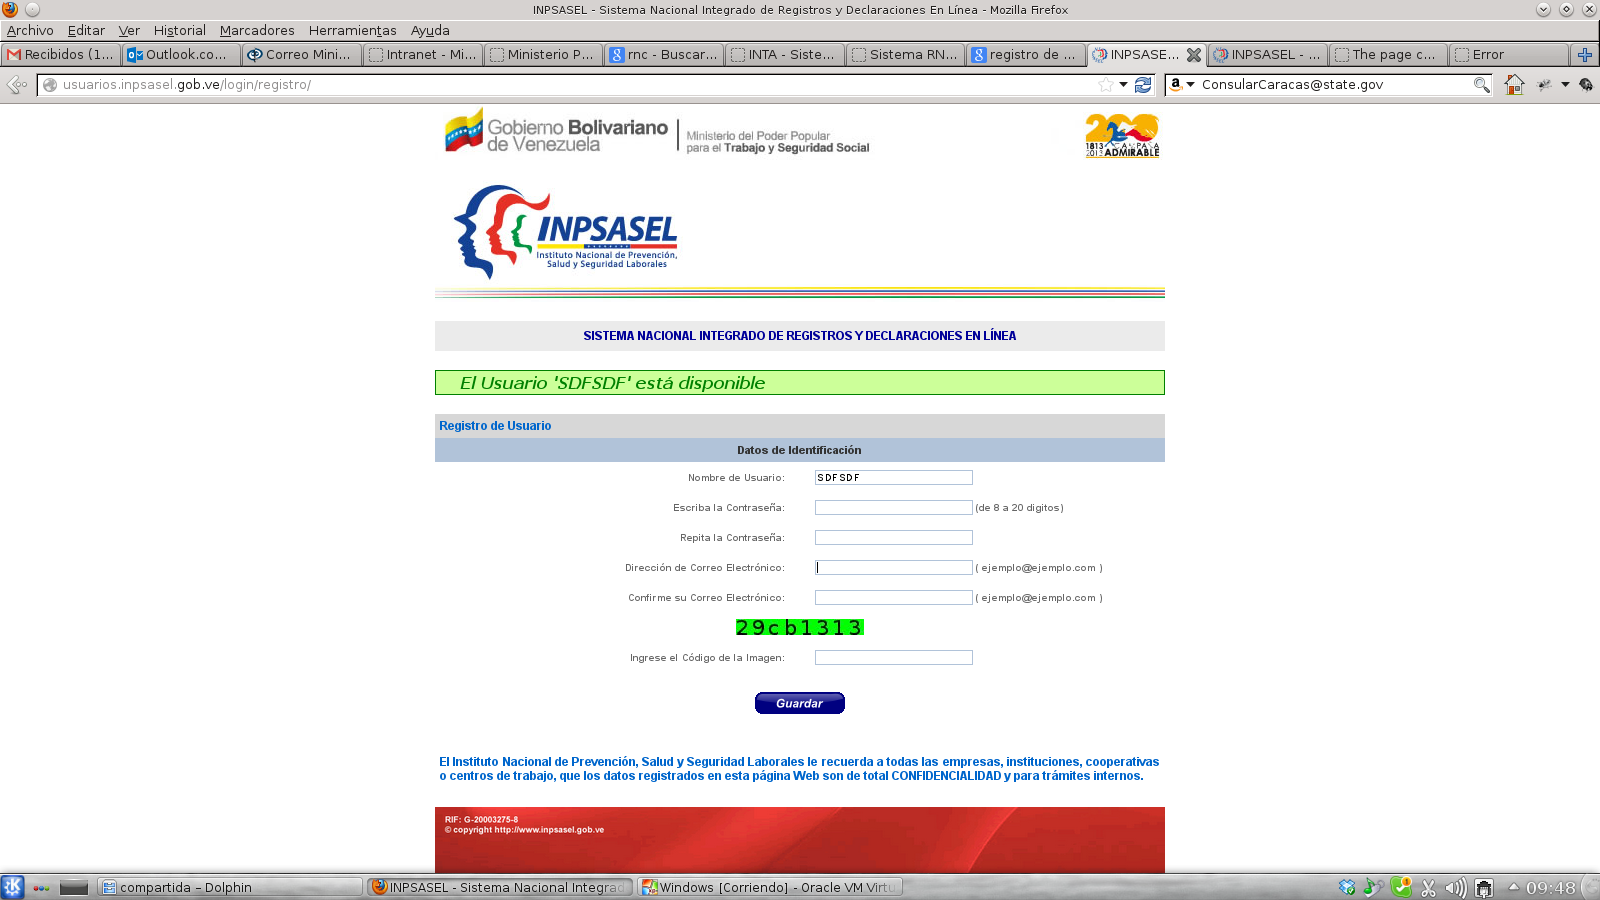 INPSASEL - Sistema Nacional Integrado de Registros y Declaraciones En Línea - Mozilla Firefox
Archivo Editar Ver Historial Marcadores Herramientas Ayuda
Recibidos (1... Outlook.co... Correo Mini... Intranet - Mi... Ministerio P... rnc - Buscar... INTA - Siste... Sistema RN... registro de ... INPSASE... INPSASEL - ... The page c... Error
usuarios.inpsasel.gob.ve/login/registro/ ConsularCaracas@state.gov
Gobierno Bolivariano
de Venezuela
Ministerio del Poder Popular
para el Trabajo y Seguridad Social
200
1813 CAMPAÑA
2013 ADMIRABLE
INPSASEL
Instituto Nacional de Prevención,
Salud y Seguridad Laborales
SISTEMA NACIONAL INTEGRADO DE REGISTROS Y DECLARACIONES EN LÍNEA
El Usuario 'SDFSDF' está disponible
Registro de Usuario
Datos de Identificación
Nombre de Usuario: SDFSDF
Escriba la Contraseña: (de 8 a 20 digitos)
Repita la Contraseña:
Dirección de Correo Electrónico: ( ejemplo@ejemplo.com )
Confirme su Correo Electrónico: ( ejemplo@ejemplo.com )
29cb1313
Ingrese el Código de la Imagen:
Guardar
El Instituto Nacional de Prevención, Salud y Seguridad Laborales le recuerda a todas las empresas, instituciones, cooperativas
o centros de trabajo, que los datos registrados en esta página Web son de total CONFIDENCIALIDAD y para trámites internos.
RIF: G-20003275-8
© copyright http://www.inpsasel.gob.ve
compartida – Dolphin INPSASEL - Sistema Nacional Integrad Windows [Corriendo] - Oracle VM Virtu 09:48